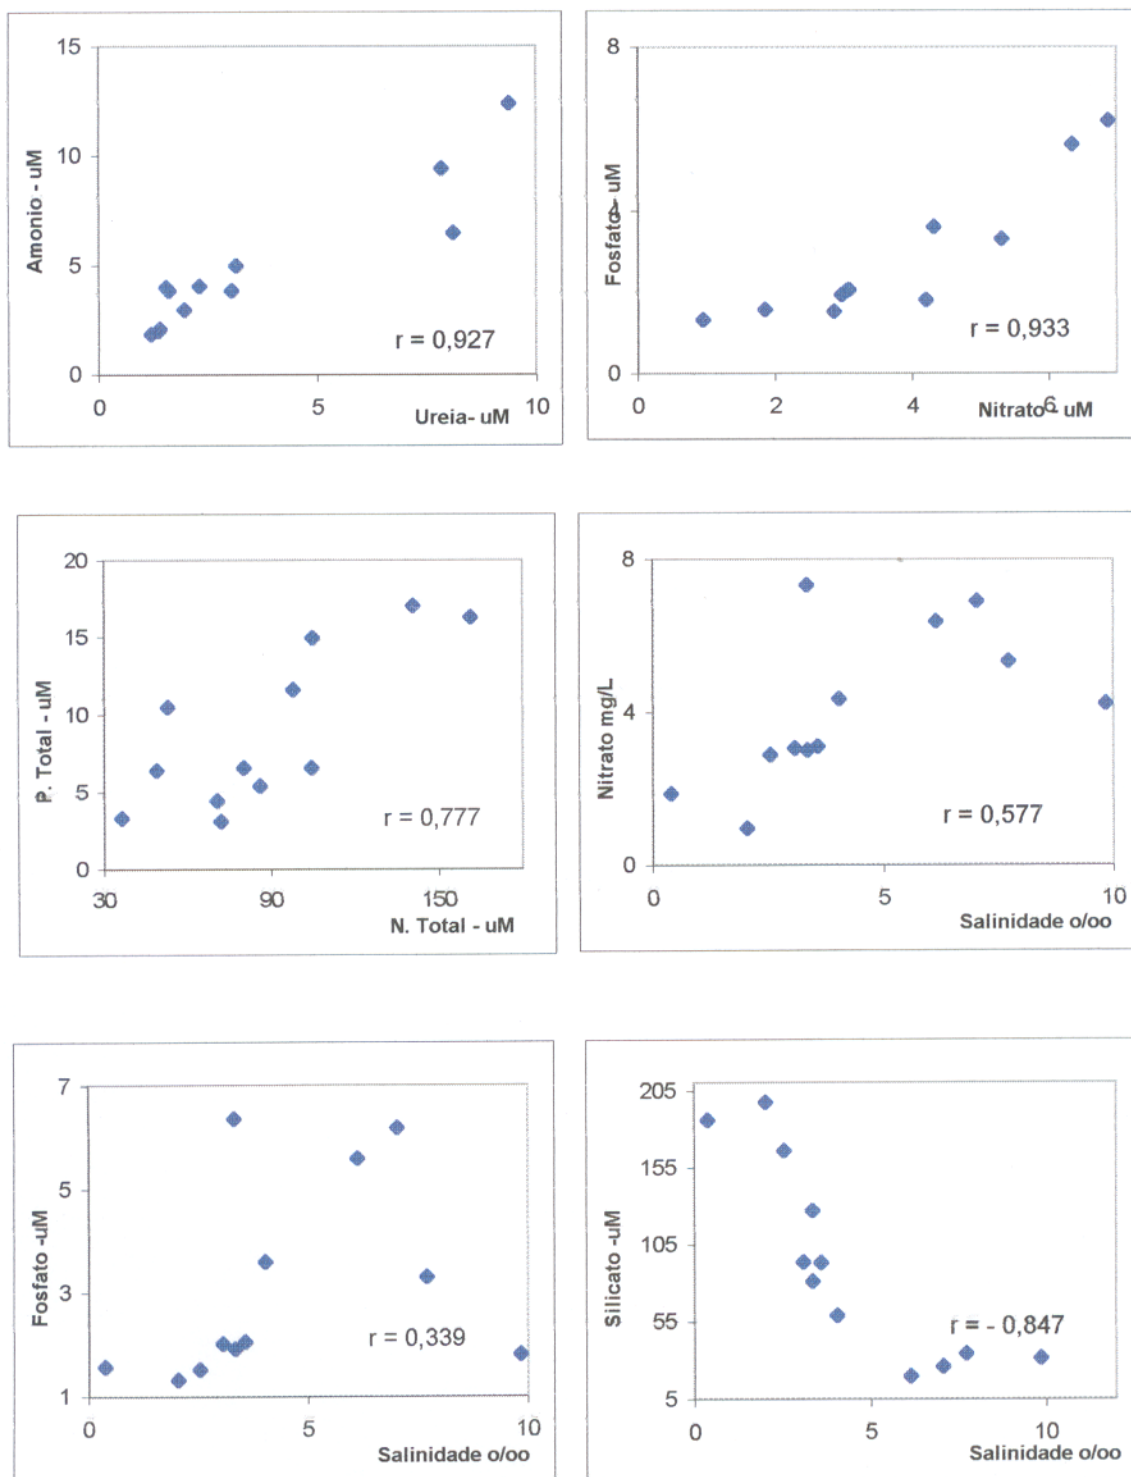 15
10
5
0
Amonio - uM
r = 0,927
0 5 10
Ureia- uM
8
4
0
Fosfato - uM
r = 0,933
0 2 4 6
Nitrato - uM
20
15
10
5
0
P. Total - uM
r = 0,777
30 90 150
N. Total - uM
8
4
0
Nitrato mg/L
r = 0,577
0 5 10
Salinidade o/oo
7
5
3
1
Fosfato -uM
r = 0,339
0 5 10
Salinidade o/oo
205
155
105
55
5
Silicato -uM
r = - 0,847
0 5 10
Salinidade o/oo